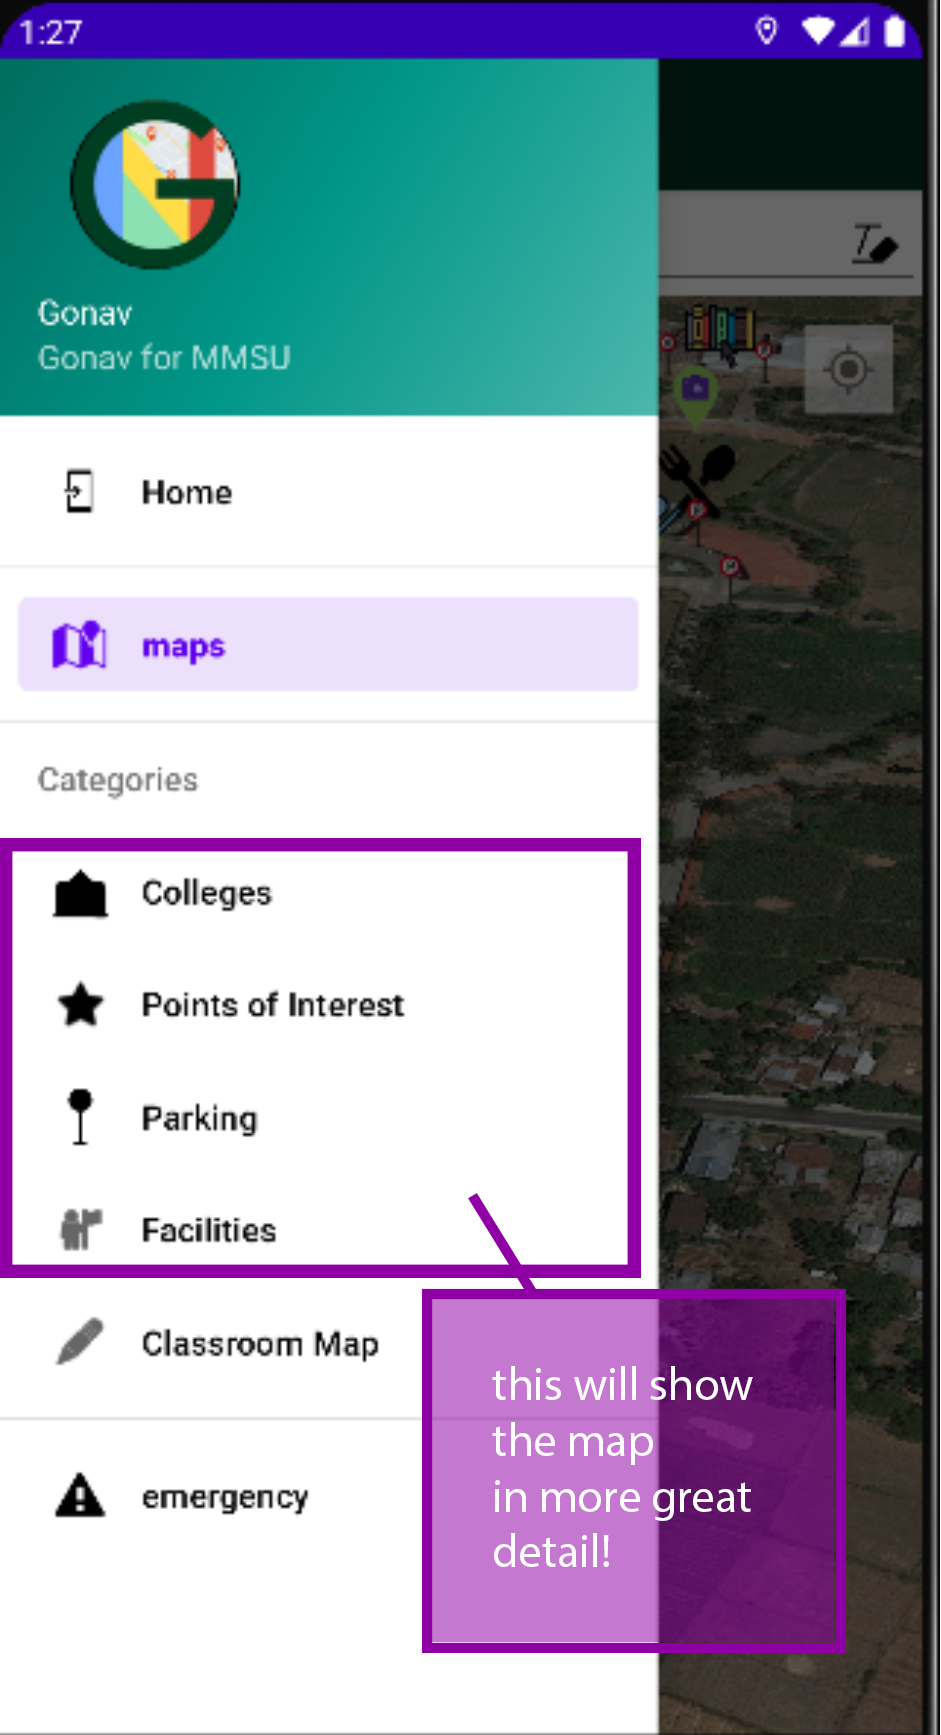 1:27
Gonav
Gonav for MMSU
Home
maps
Categories
Colleges
Points of Interest
Parking
Facilities
Classroom Map
emergency
this will show
the map
in more great
detail!